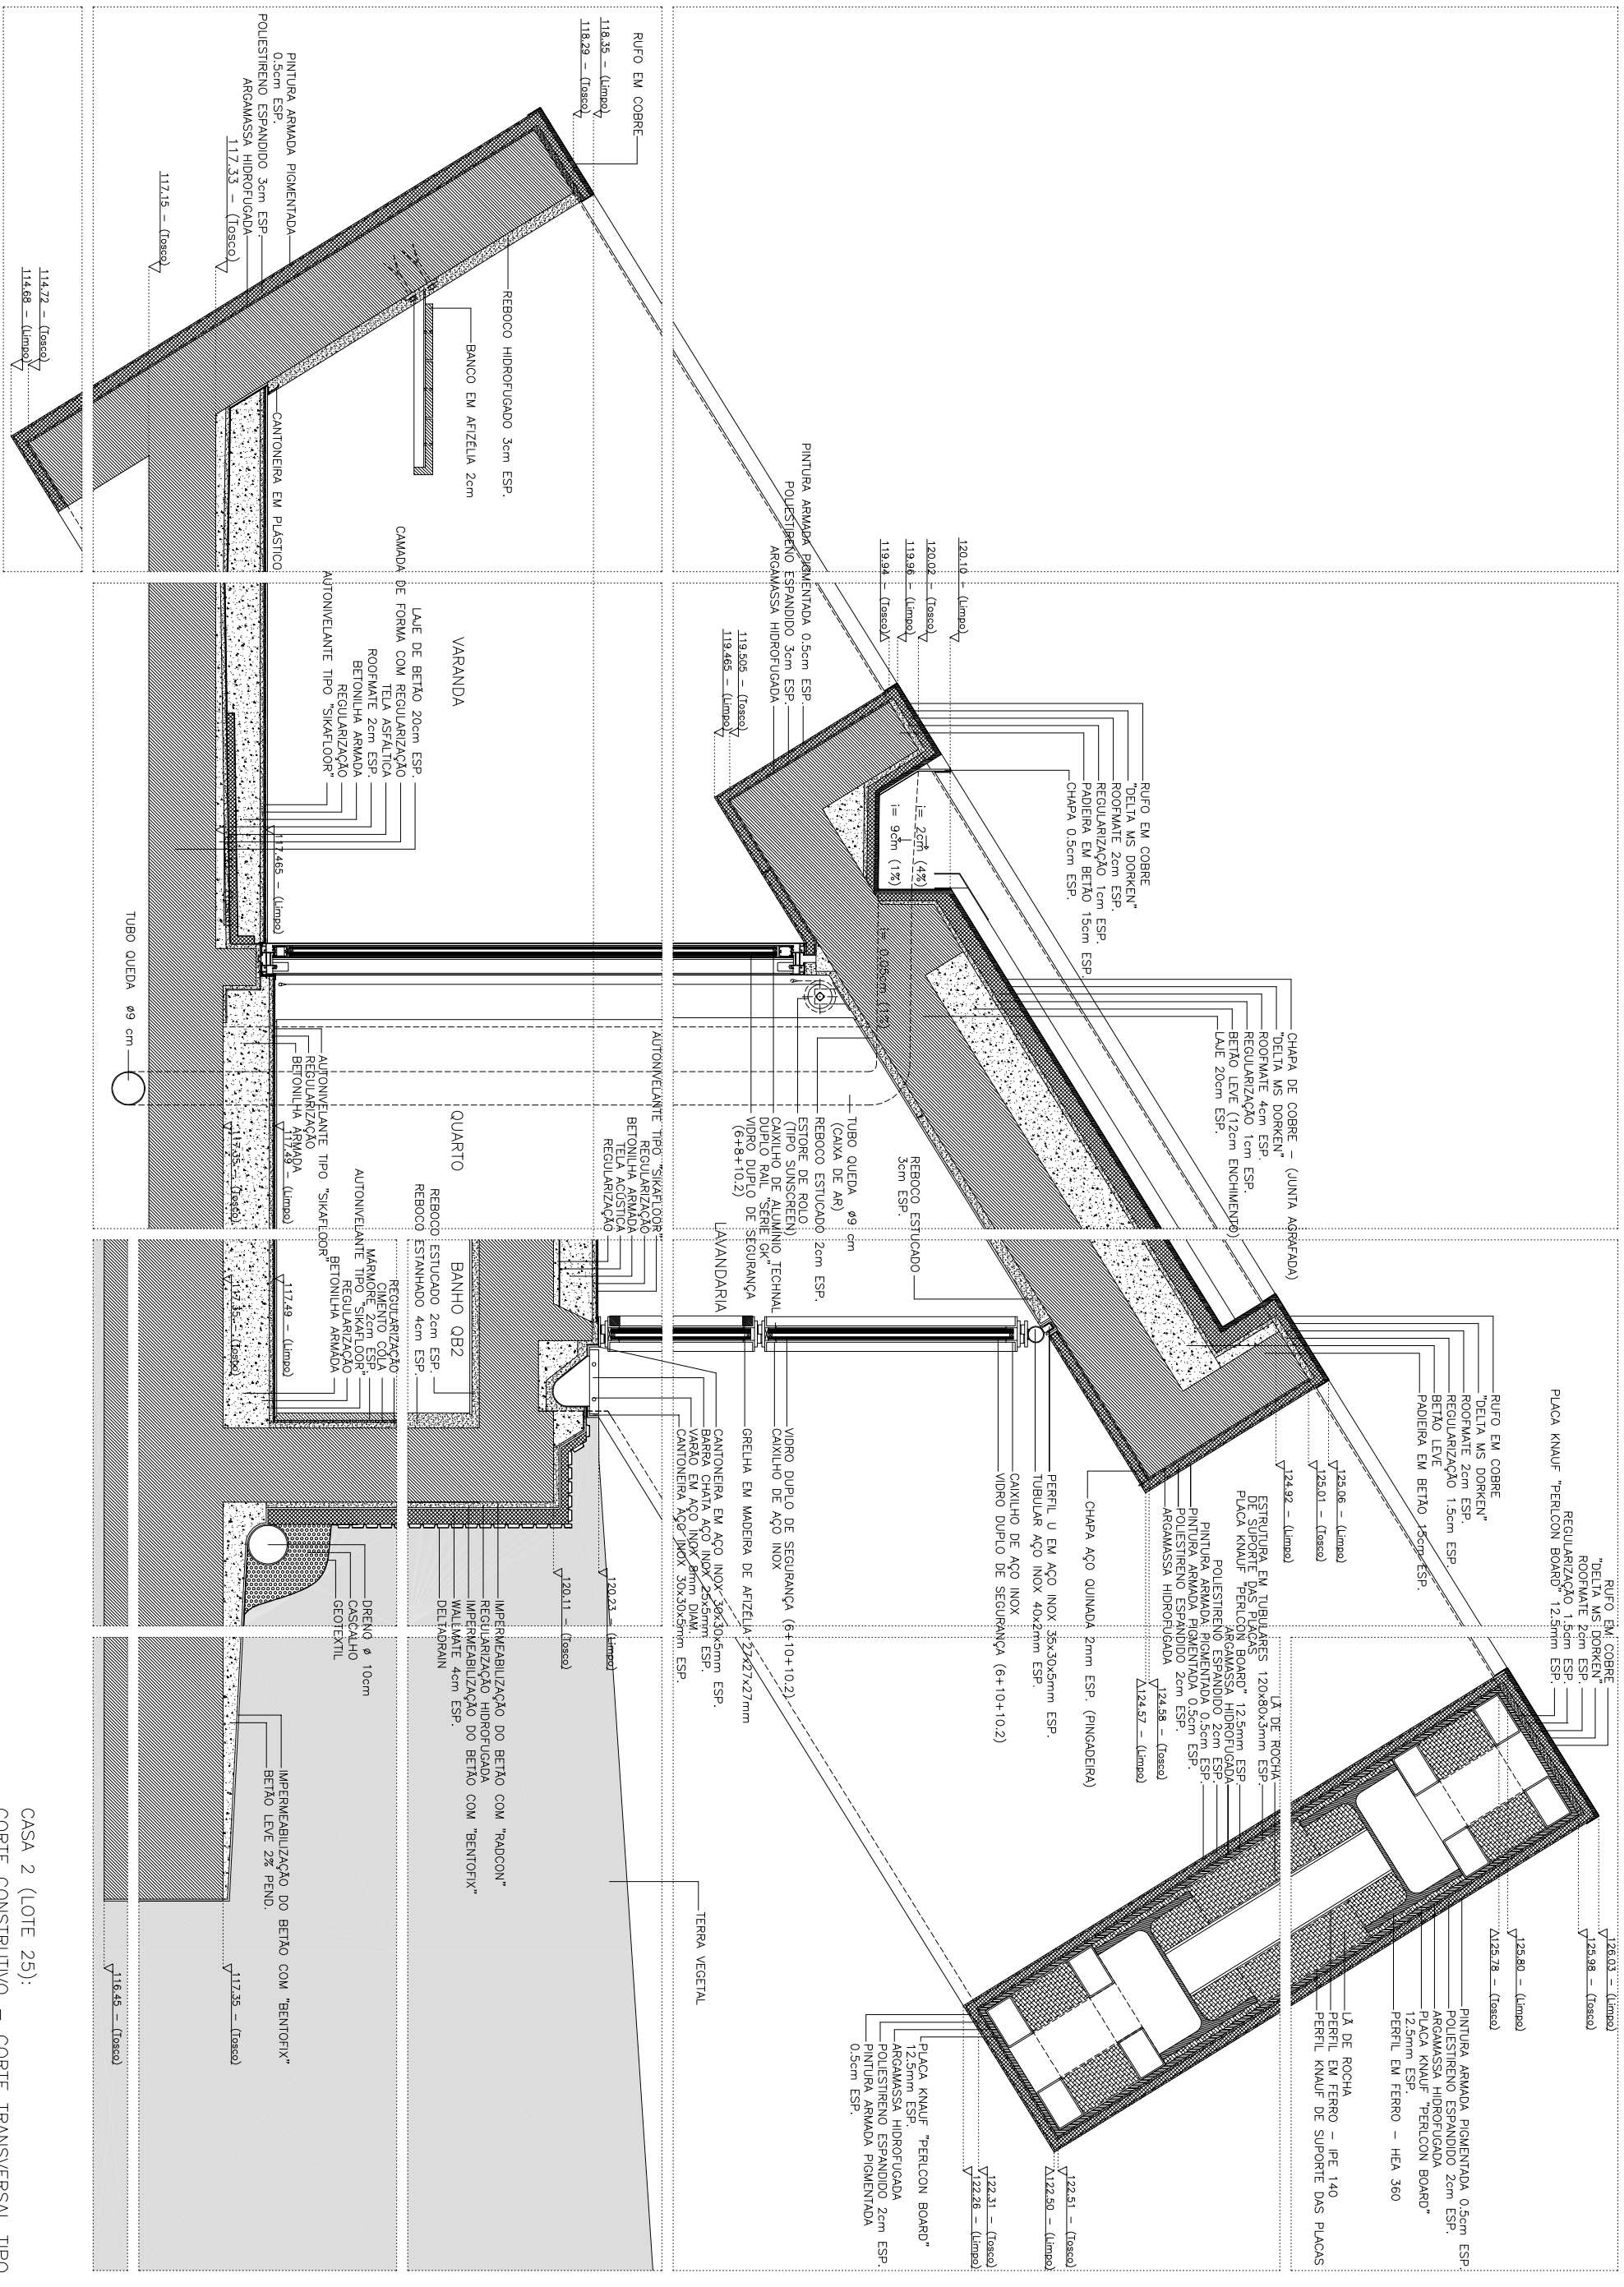 RUFO EM COBRE
118.35 – (Limpo)
118.29 – (Tosco)
PINTURA ARMADA PIGMENTADA
0.5cm ESP.
POLIESTIRENO ESPANDIDO 3cm ESP.
ARGAMASSA HIDROFUGADA
117.33 – (Tosco)
117.15 – (Tosco)
114.72 – (Tosco)
114.68 – (Limpo)
REBOCO HIDROFUGADO 3cm ESP.
BANCO EM AFIZÉLIA 2cm
CANTONEIRA EM PLÁSTICO
PINTURA ARMADA PIGMENTADA 0.5cm ESP.
POLIESTIRENO ESPANDIDO 3cm ESP.
ARGAMASSA HIDROFUGADA
120.10 – (Limpo)
120.02 – (Tosco)
119.96 – (Limpo)
119.94 – (Tosco)
119.505 – (Tosco)
119.465 – (Limpo)
VARANDA
LAJE DE BETÃO 20cm ESP.
CAMADA DE FORMA COM REGULARIZAÇÃO
TELA ASFÁLTICA
ROOFMATE 2cm ESP.
BETONILHA ARMADA
REGULARIZAÇÃO
AUTONIVELANTE TIPO "SIKAFLOOR"
117.465 – (Limpo)
TUBO QUEDA ø9 cm
RUFO EM COBRE
"DELTA MS DORKEN"
ROOFMATE 2cm ESP.
REGULARIZAÇÃO 1cm ESP.
PADIEIRA EM BETÃO 15cm ESP.
CHAPA 0.5cm ESP.
i= 2cm (4%)
i= 9cm (1%)
i= 0.05cm (1%)
CHAPA DE COBRE – (JUNTA AGRAFADA)
"DELTA MS DORKEN"
ROOFMATE 4cm ESP.
REGULARIZAÇÃO 1cm ESP.
BETÃO LEVE (12cm ENCHIMENTO)
LAJE 20cm ESP.
REBOCO ESTUCADO
3cm ESP.
TUBO QUEDA ø9 cm
(CAIXA DE AR)
REBOCO ESTUCADO 2cm ESP.
ESTORE DE ROLO
(TIPO SUNSCREEN)
CAIXILHO DE ALUMÍNIO TECHNAL
DUPLO RAIL "SÉRIE GK"
VIDRO DUPLO DE SEGURANÇA
(6+8+10.2)
LAVANDARIA
AUTONIVELANTE TIPO "SIKAFLOOR"
REGULARIZAÇÃO
BETONILHA ARMADA
TELA ACÚSTICA
REGULARIZAÇÃO
QUARTO
AUTONIVELANTE TIPO "SIKAFLOOR"
REGULARIZAÇÃO
BETONILHA ARMADA
117.49 – (Limpo)
117.35 – (Tosco)
REBOCO ESTUCADO 2cm ESP.
REBOCO ESTANHADO 4cm ESP.
BANHO QB2
REGULARIZAÇÃO
CIMENTO COLA
MÁRMORE 2cm ESP.
AUTONIVELANTE TIPO "SIKAFLOOR"
REGULARIZAÇÃO
BETONILHA ARMADA
117.49 – (Limpo)
117.35 – (Tosco)
RUFO EM COBRE
"DELTA MS DORKEN"
ROOFMATE 2cm ESP.
REGULARIZAÇÃO 1.5cm ESP.
BETÃO LEVE
PADIEIRA EM BETÃO 15cm ESP.
125.06 – (Limpo)
125.01 – (Tosco)
124.92 – (Limpo)
RUFO EM COBRE
"DELTA MS DORKEN"
ROOFMATE 2cm ESP.
REGULARIZAÇÃO 1.5cm ESP.
PLACA KNAUF "PERLCON BOARD" 12.5mm ESP.
LÃ DE ROCHA
ESTRUTURA EM TUBULARES 120x80x3mm ESP.
DE SUPORTE DAS PLACAS
PLACA KNAUF "PERLCON BOARD" 12.5mm ESP.
ARGAMASSA HIDROFUGADA
POLIESTIRENO ESPANDIDO 2cm ESP.
PINTURA ARMADA PIGMENTADA 0.5cm ESP.
PINTURA ARMADA PIGMENTADA 0.5cm ESP.
POLIESTIRENO ESPANDIDO 2cm ESP.
ARGAMASSA HIDROFUGADA
124.58 – (Tosco)
124.57 – (Limpo)
CHAPA AÇO QUINADA 2mm ESP. (PINGADEIRA)
PERFIL U EM AÇO INOX 35x30x5mm ESP.
TUBULAR AÇO INOX 40x2mm ESP.
CAIXILHO DE AÇO INOX
VIDRO DUPLO DE SEGURANÇA (6+10+10.2)
VIDRO DUPLO DE SEGURANÇA (6+10+10.2)
CAIXILHO DE AÇO INOX
GRELHA EM MADEIRA DE AFIZÉLIA 27x27x27mm
CANTONEIRA EM AÇO INOX 30x30x5mm ESP.
BARRA CHATA AÇO INOX 25x5mm ESP.
VARÃO EM AÇO INOX 8mm DIAM.
CANTONEIRA AÇO INOX 30x30x5mm ESP.
120.23 – (Limpo)
120.11 – (Tosco)
IMPERMEABILIZAÇÃO DO BETÃO COM "RADCON"
REGULARIZAÇÃO HIDROFUGADA
IMPERMEABILIZAÇÃO DO BETÃO COM "BENTOFIX"
WALLMATE 4cm ESP.
DELTADRAIN
DRENO ø 10cm
CASCALHO
GEOTEXTIL
IMPERMEABILIZAÇÃO DO BETÃO COM "BENTOFIX"
BETÃO LEVE 2% PEND.
TERRA VEGETAL
117.35 – (Tosco)
116.45 – (Tosco)
126.03 – (Limpo)
125.98 – (Tosco)
125.80 – (Limpo)
125.78 – (Tosco)
PINTURA ARMADA PIGMENTADA 0.5cm ESP.
POLIESTIRENO ESPANDIDO 2cm ESP.
ARGAMASSA HIDROFUGADA
PLACA KNAUF "PERLCON BOARD"
12.5mm ESP.
PERFIL EM FERRO – HEA 360
LÃ DE ROCHA
PERFIL EM FERRO – IPE 140
PERFIL KNAUF DE SUPORTE DAS PLACAS
122.51 – (Tosco)
122.50 – (Limpo)
122.31 – (Tosco)
122.26 – (Limpo)
PLACA KNAUF "PERLCON BOARD"
12.5mm ESP.
ARGAMASSA HIDROFUGADA
POLIESTIRENO ESPANDIDO 2cm ESP.
PINTURA ARMADA PIGMENTADA
0.5cm ESP.
CASA 2 (LOTE 25):
CORTE CONSTRUTIVO – CORTE TRANSVERSAL TIPO